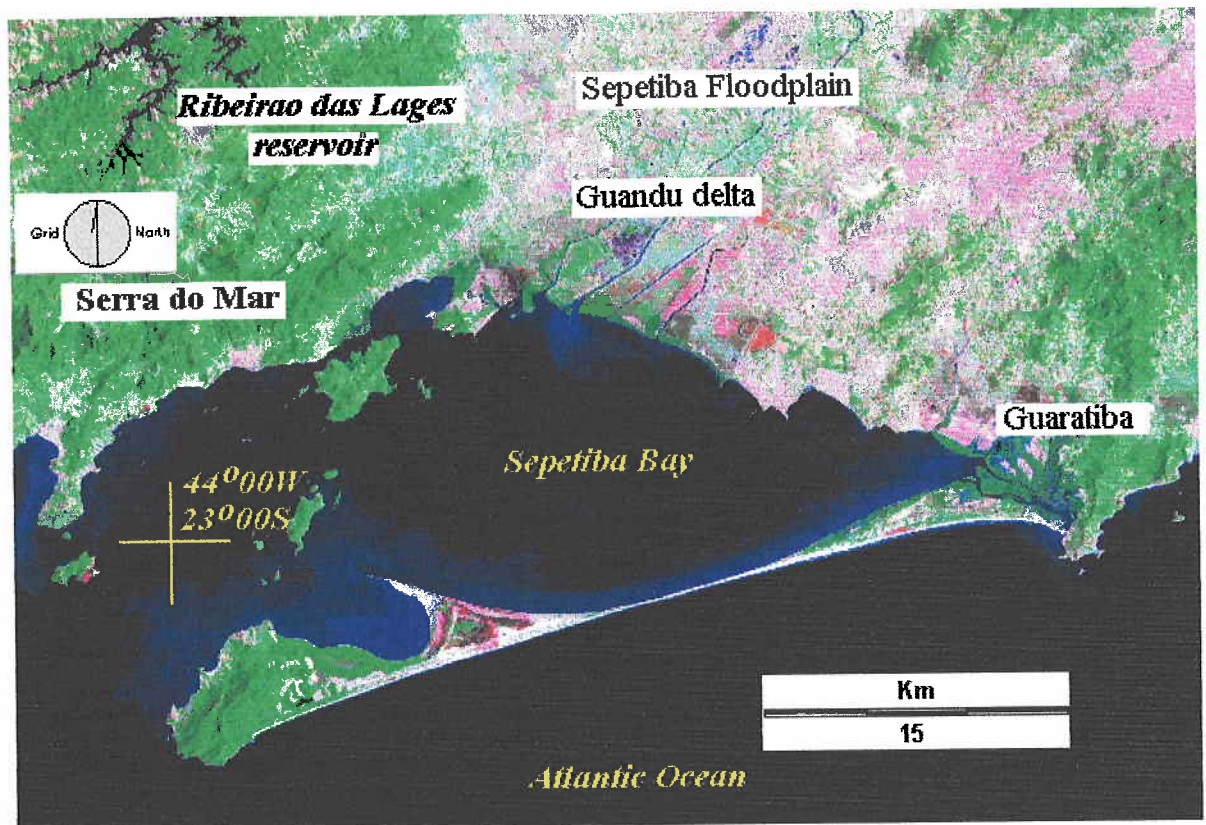 Sepetiba Floodplain
Ribeirao das Lages
reservoir
Guandu delta
Grid North
Serra do Mar
Guaratiba
Sepetiba Bay
44°00W
23°00S
Km
15
Atlantic Ocean